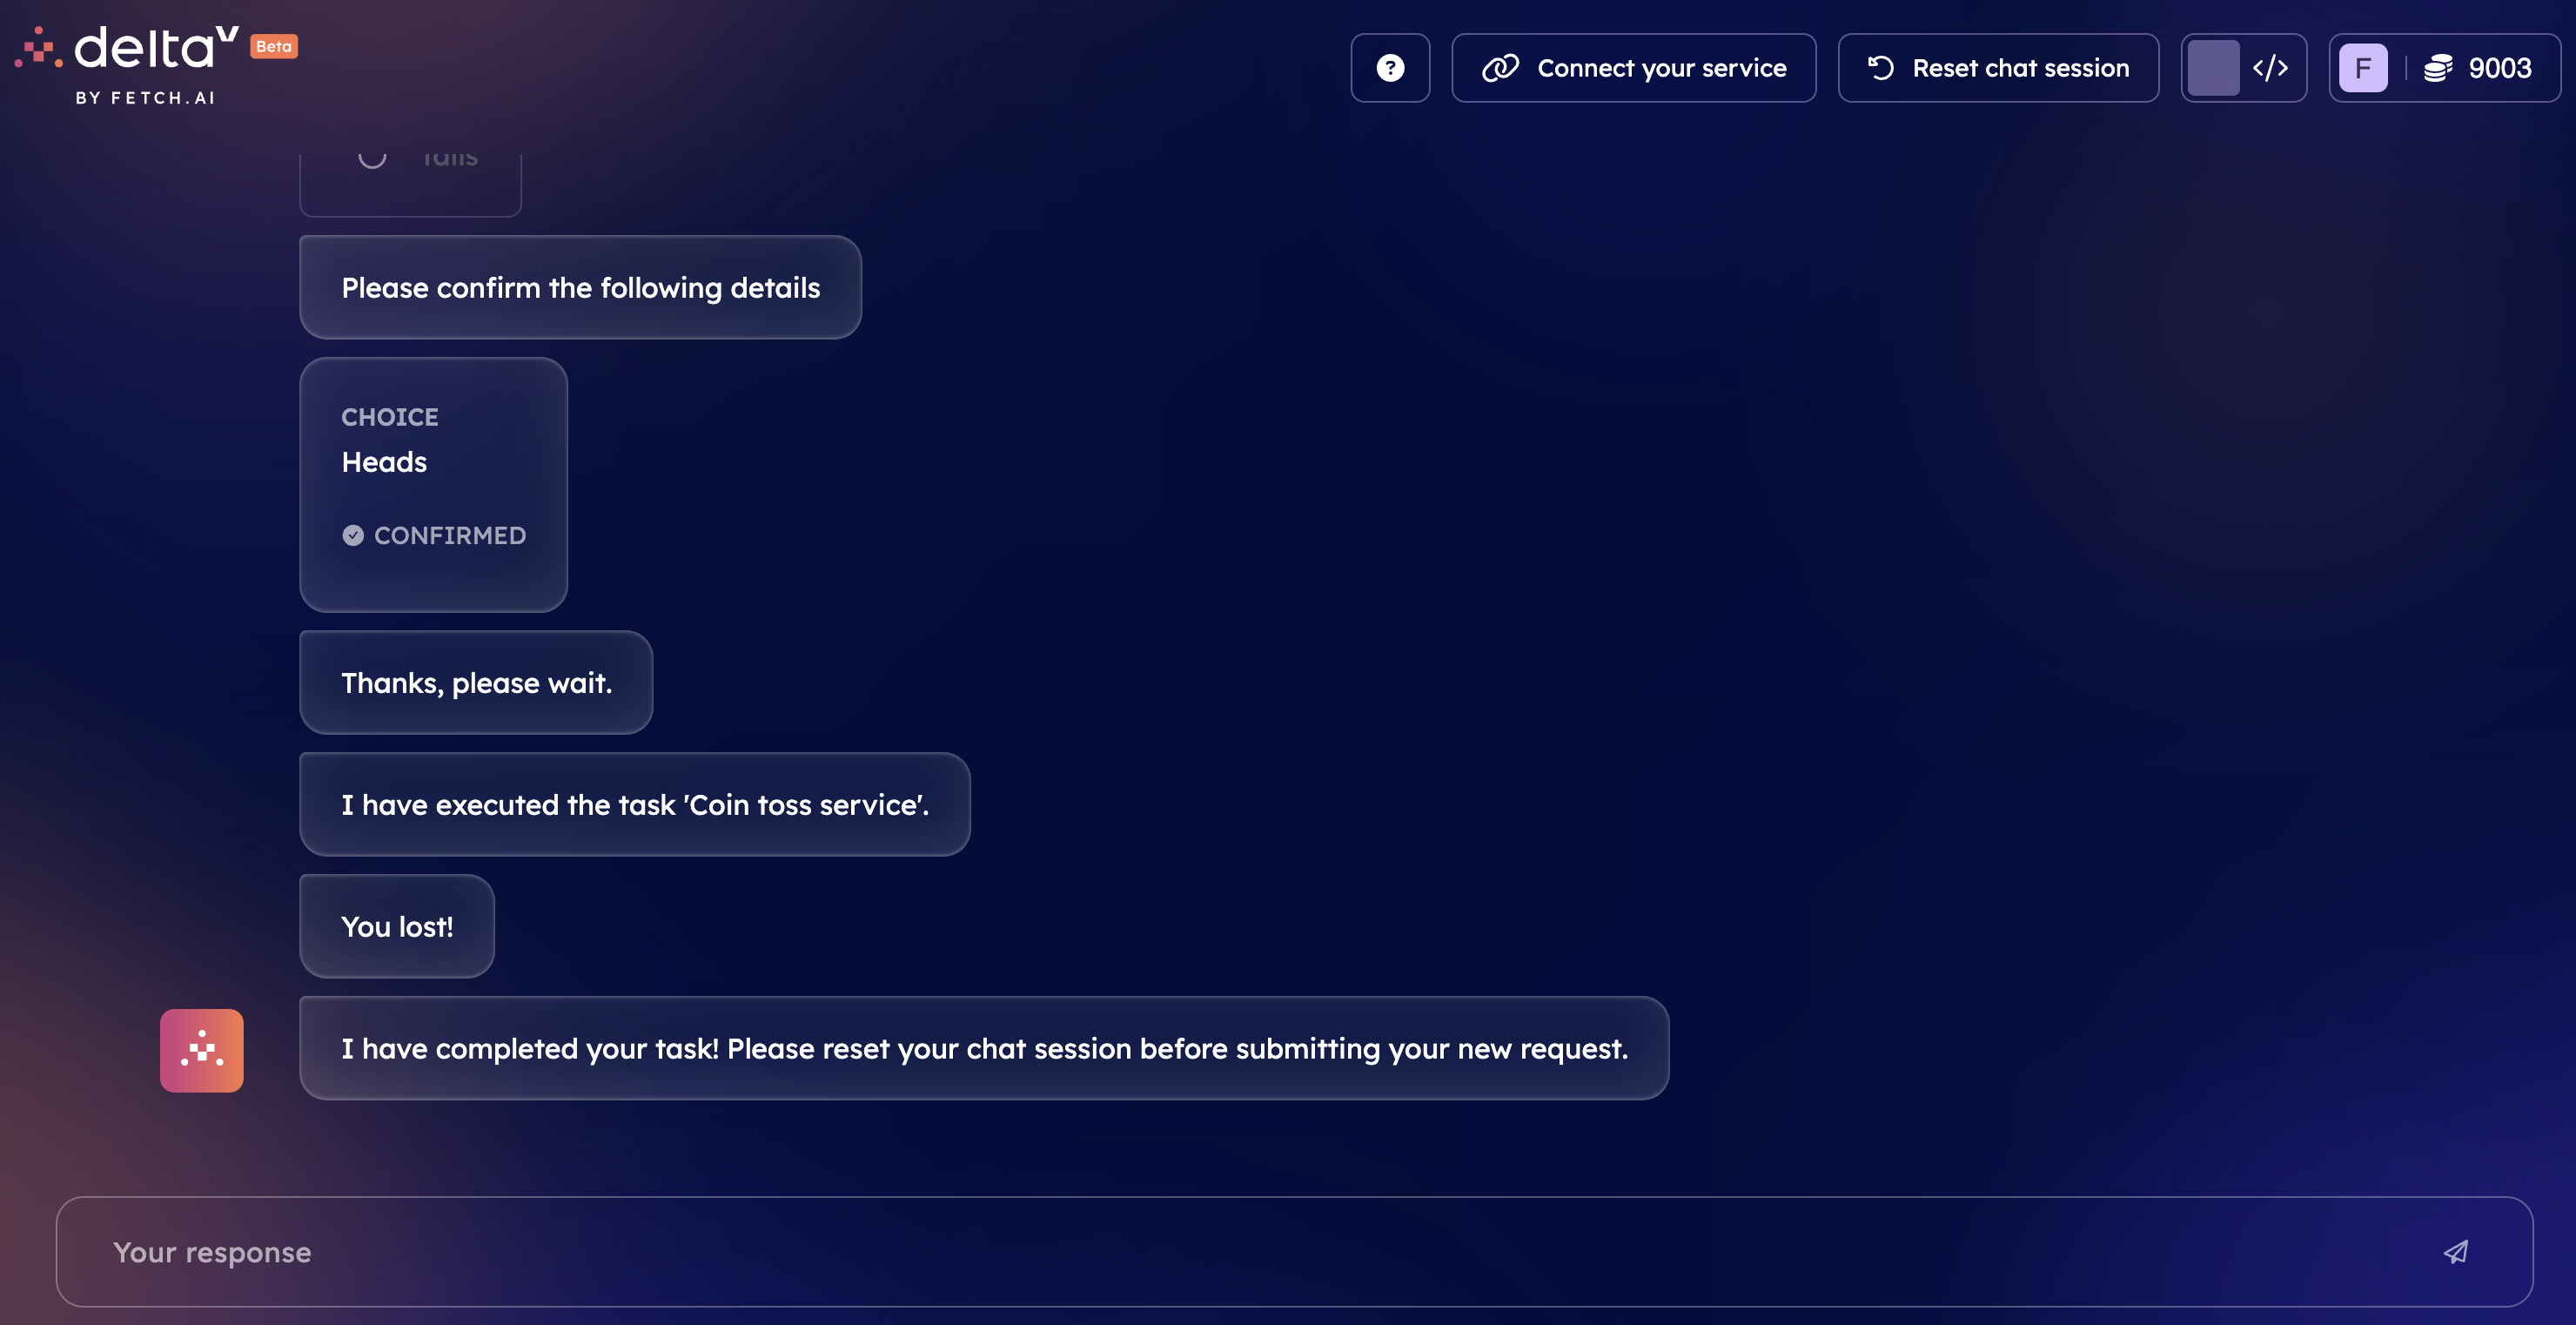 deltaV Beta
BY FETCH.AI
? Connect your service Reset chat session </> F 9003
Tails
Please confirm the following details
CHOICE
Heads
CONFIRMED
Thanks, please wait.
I have executed the task 'Coin toss service'.
You lost!
I have completed your task! Please reset your chat session before submitting your new request.
Your response